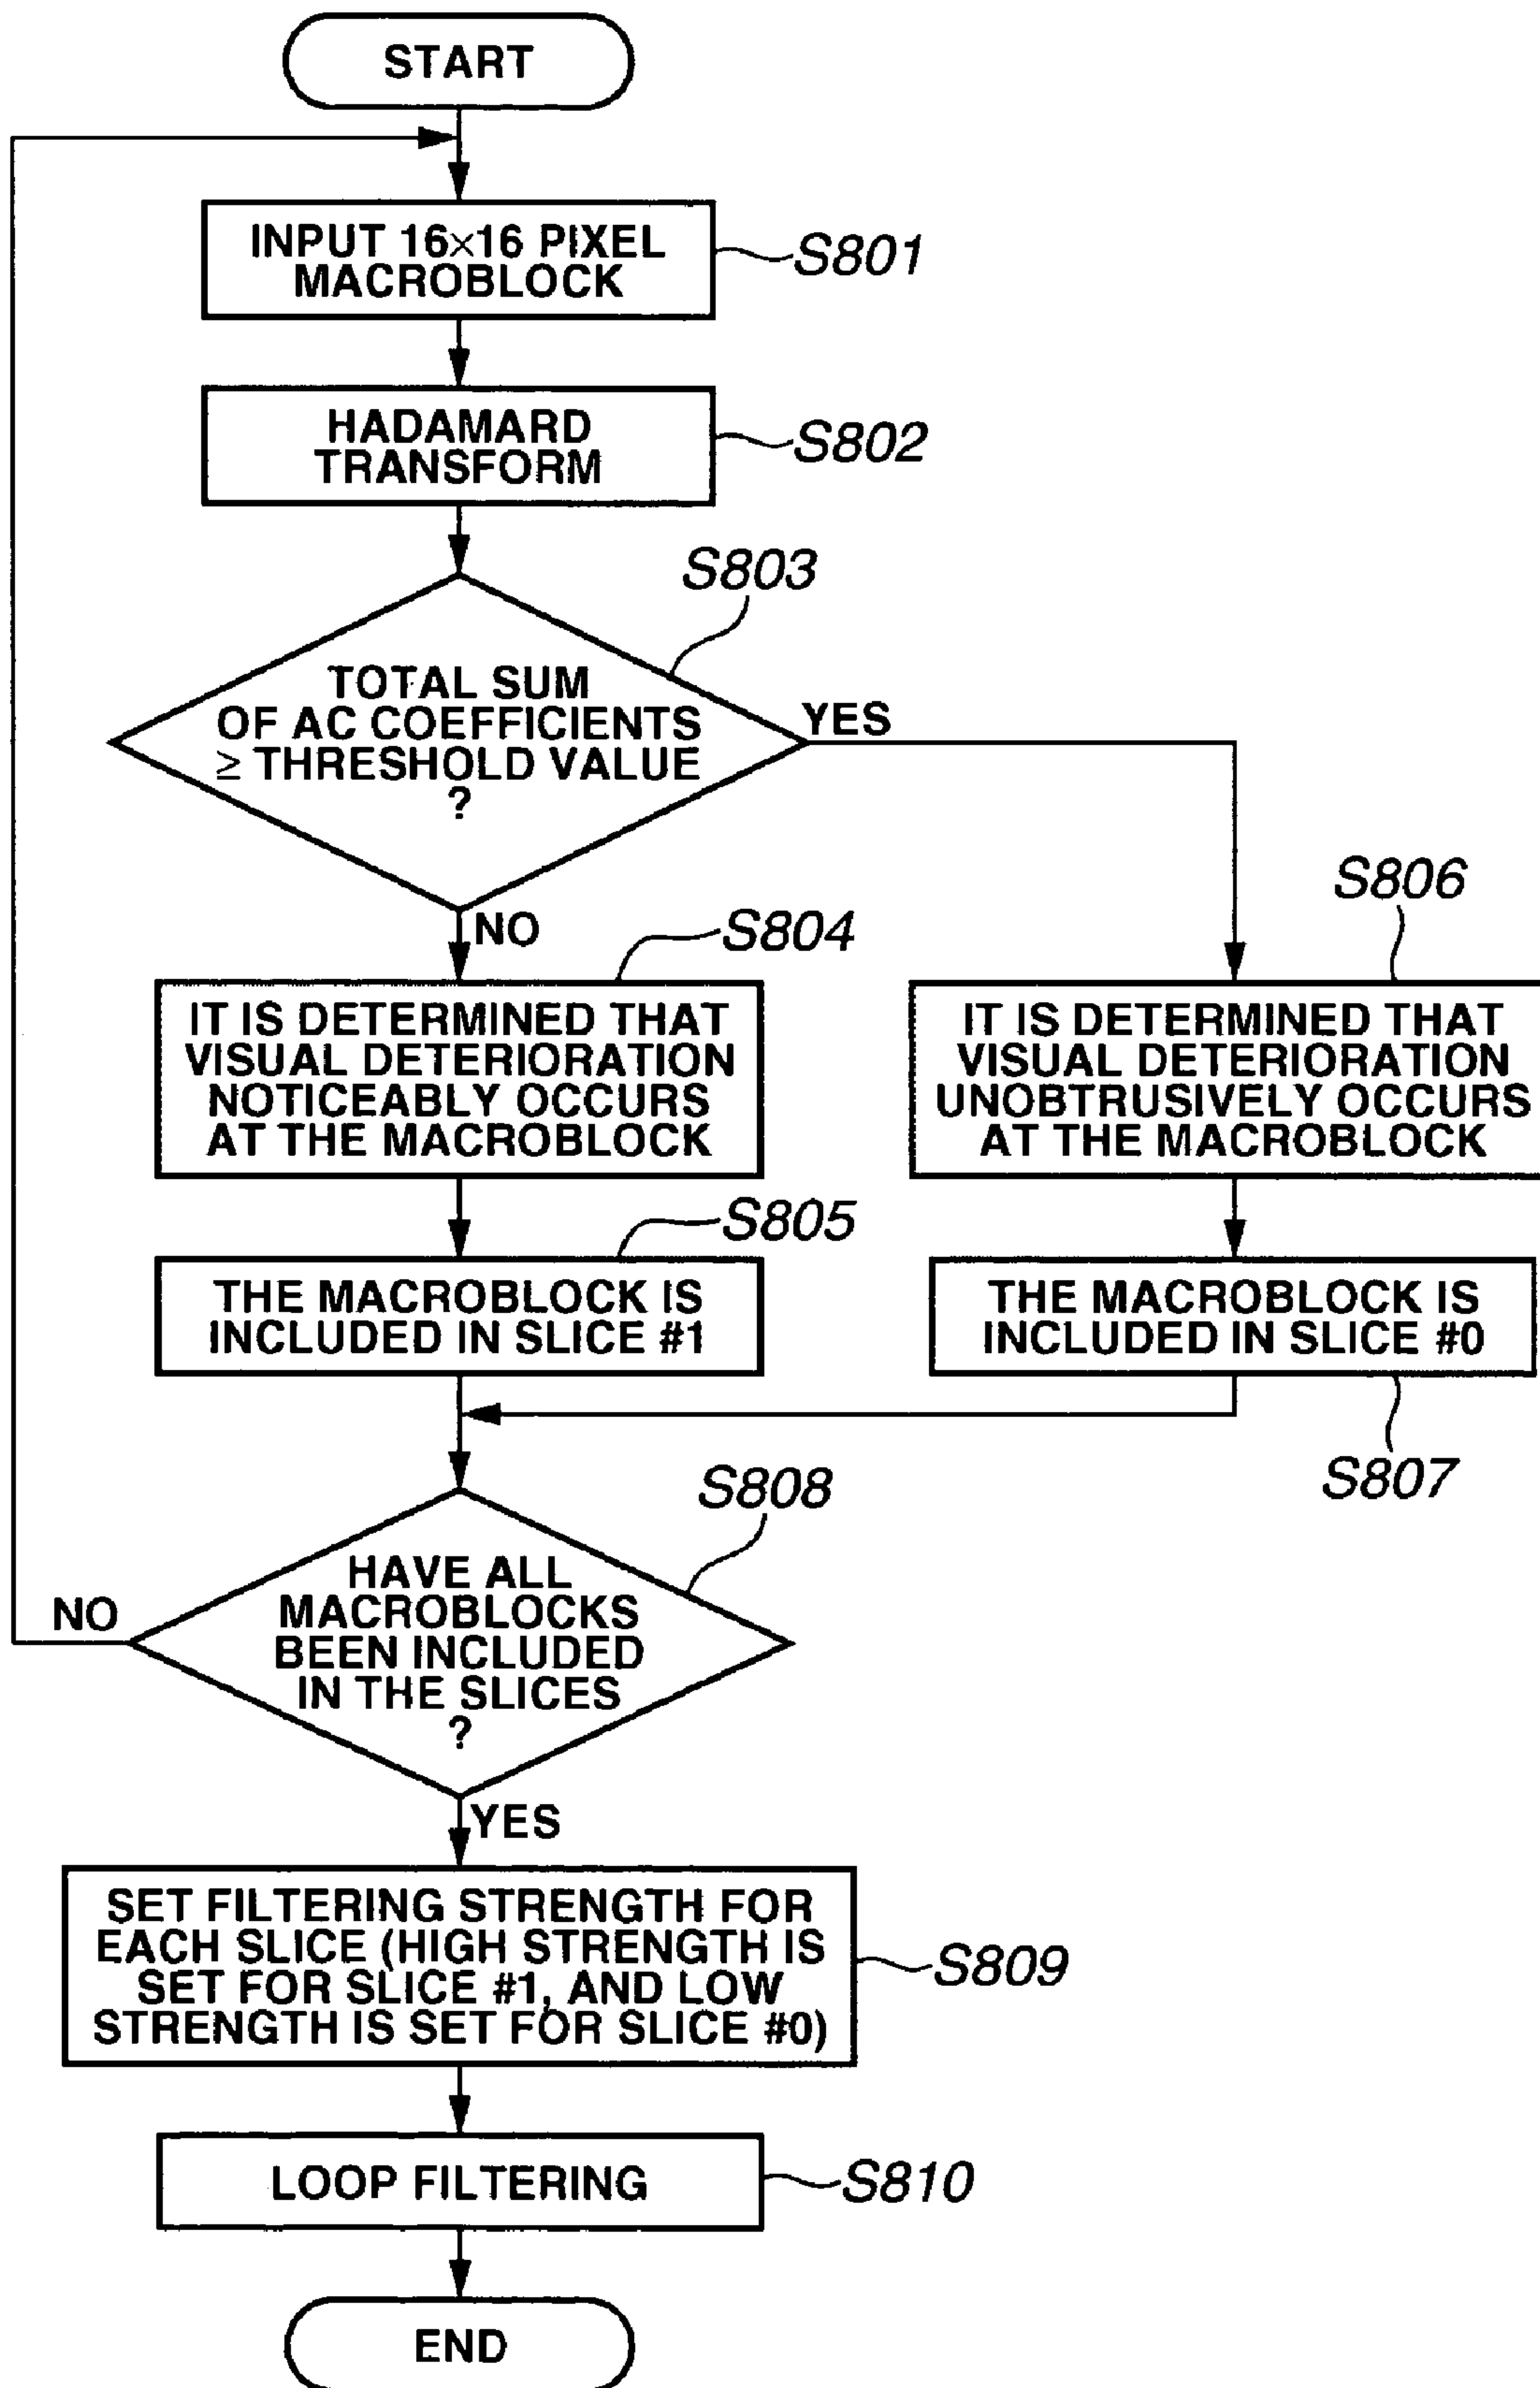 START
INPUT 16×16 PIXEL
MACROBLOCK
S801
HADAMARD
TRANSFORM
S802
S803
TOTAL SUM
OF AC COEFFICIENTS
≥ THRESHOLD VALUE
?
YES
NO
S804
IT IS DETERMINED THAT
VISUAL DETERIORATION
NOTICEABLY OCCURS
AT THE MACROBLOCK
S806
IT IS DETERMINED THAT
VISUAL DETERIORATION
UNOBTRUSIVELY OCCURS
AT THE MACROBLOCK
S805
THE MACROBLOCK IS
INCLUDED IN SLICE #1
THE MACROBLOCK IS
INCLUDED IN SLICE #0
S807
S808
HAVE ALL
MACROBLOCKS
BEEN INCLUDED
IN THE SLICES
?
NO
YES
SET FILTERING STRENGTH FOR
EACH SLICE (HIGH STRENGTH IS
SET FOR SLICE #1, AND LOW
STRENGTH IS SET FOR SLICE #0)
S809
LOOP FILTERING
S810
END